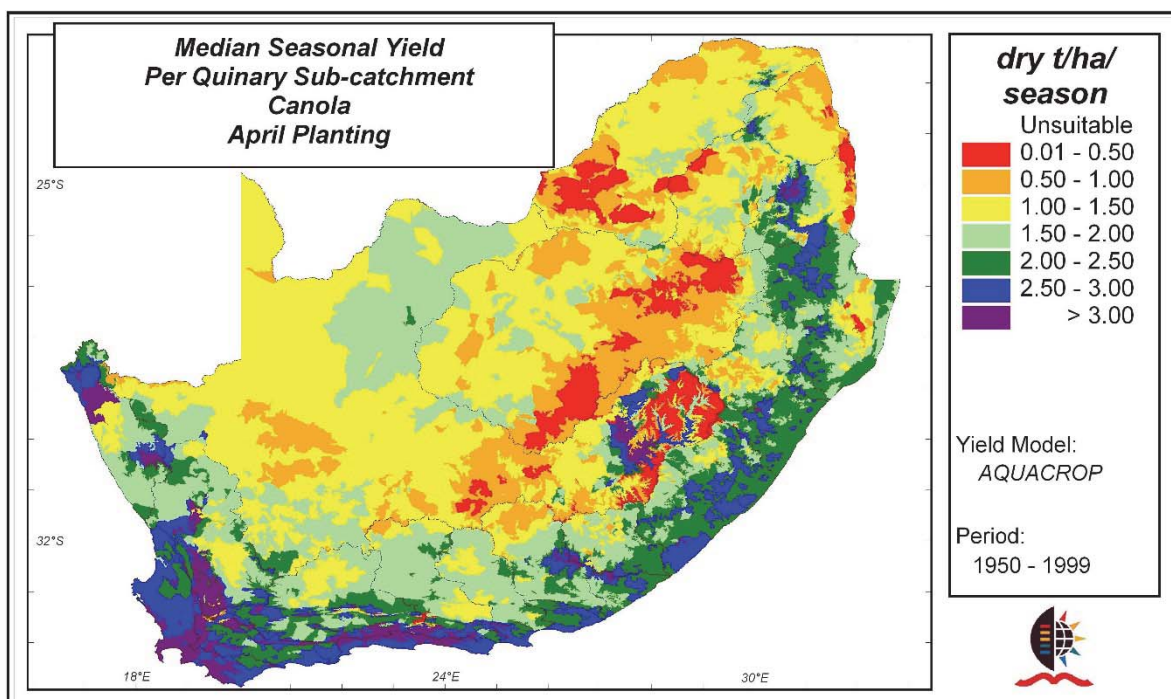 Median Seasonal Yield
Per Quinary Sub-catchment
Canola
April Planting
25°S
32°S
18°E
24°E
30°E
dry t/ha/
season
Unsuitable
0.01 - 0.50
0.50 - 1.00
1.00 - 1.50
1.50 - 2.00
2.00 - 2.50
2.50 - 3.00
> 3.00
Yield Model:
AQUACROP
Period:
1950 - 1999